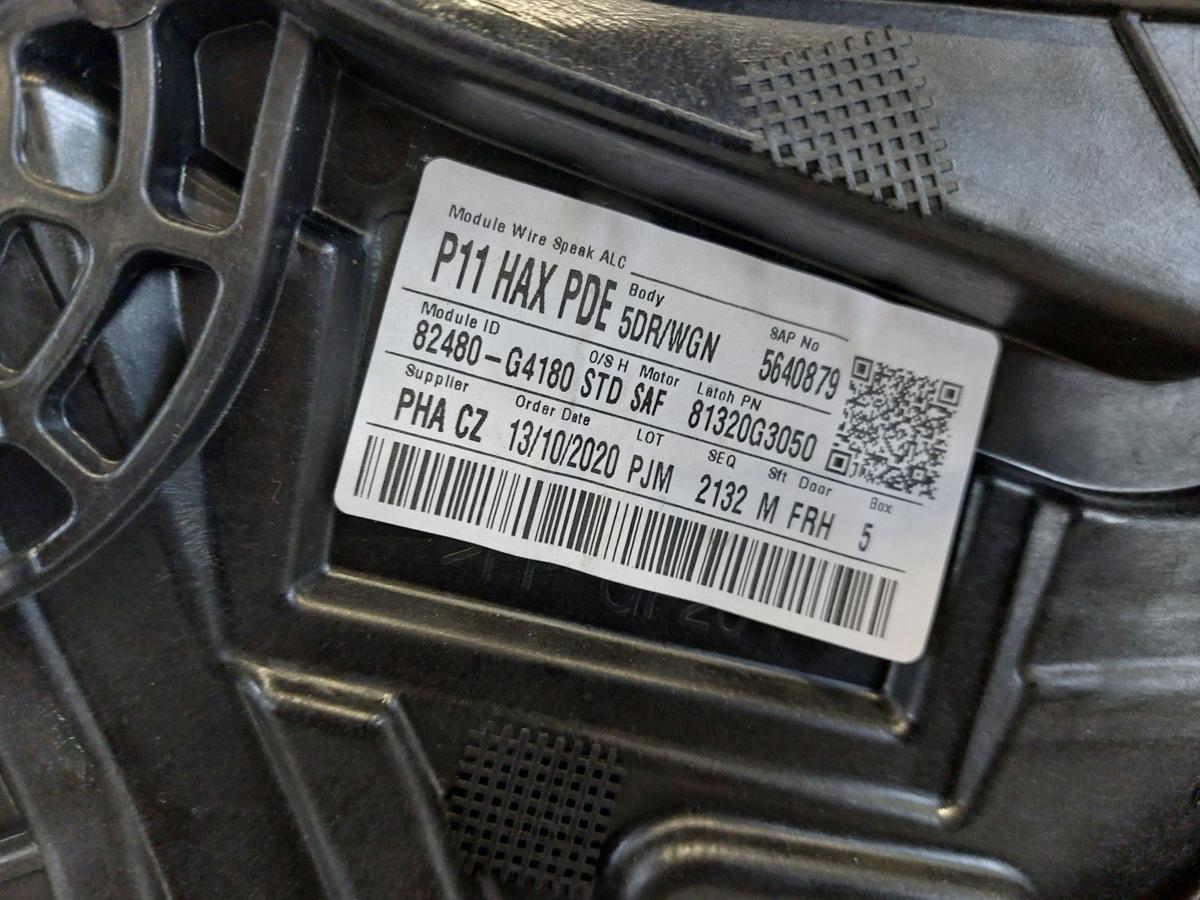 Module Wire Speak ALC
P11 HAX PDE Body 5DR/WGN SAP No 5640879
Module ID O/S H Motor Latch PN
82480-G4180 STD SAF 81320G3050
Supplier Order Date LOT SEQ Sft Door Box
PHA CZ 13/10/2020 PJM 2132 M FRH 5